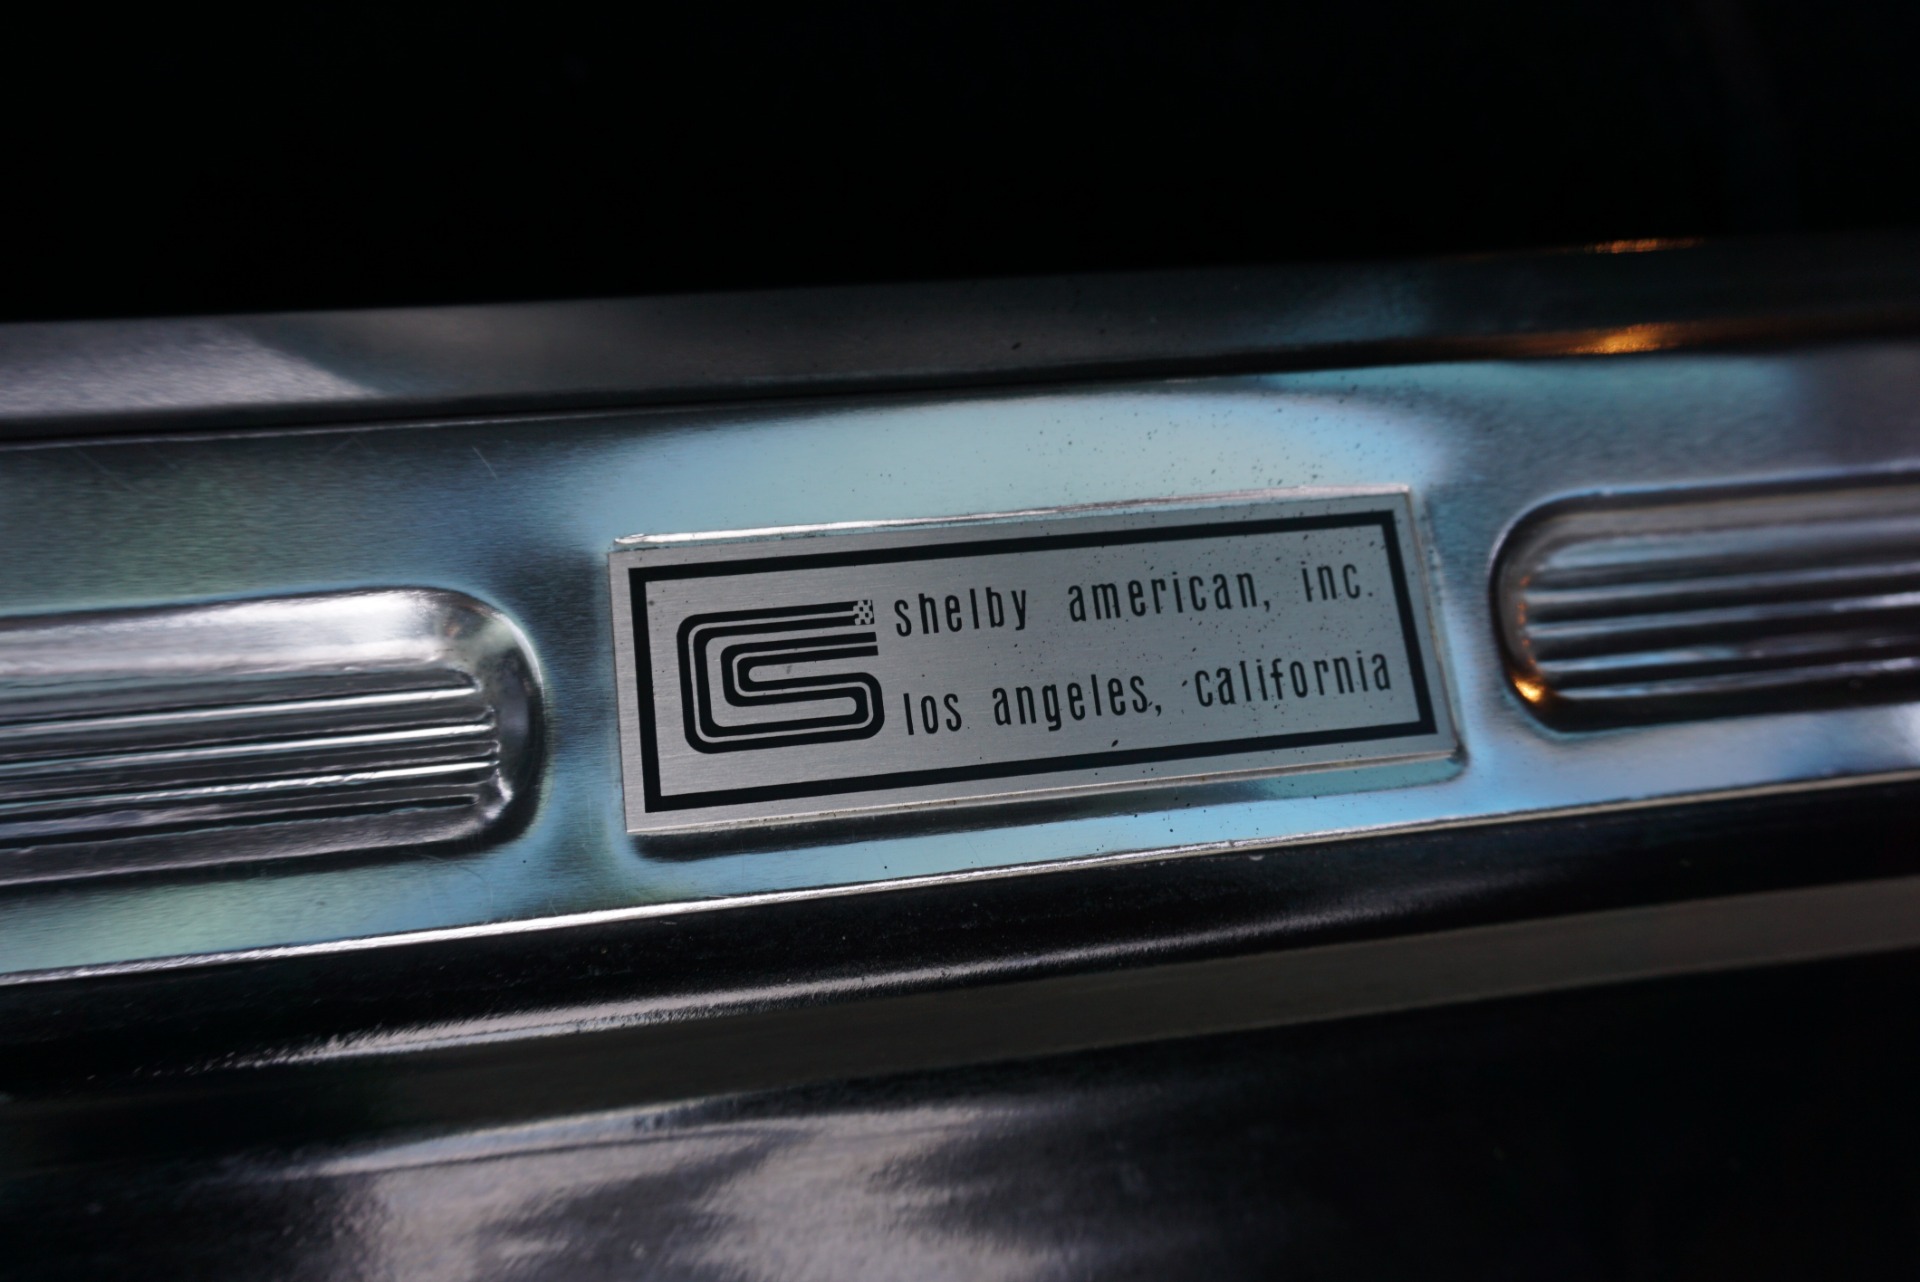 shelby american, inc.
los angeles, california